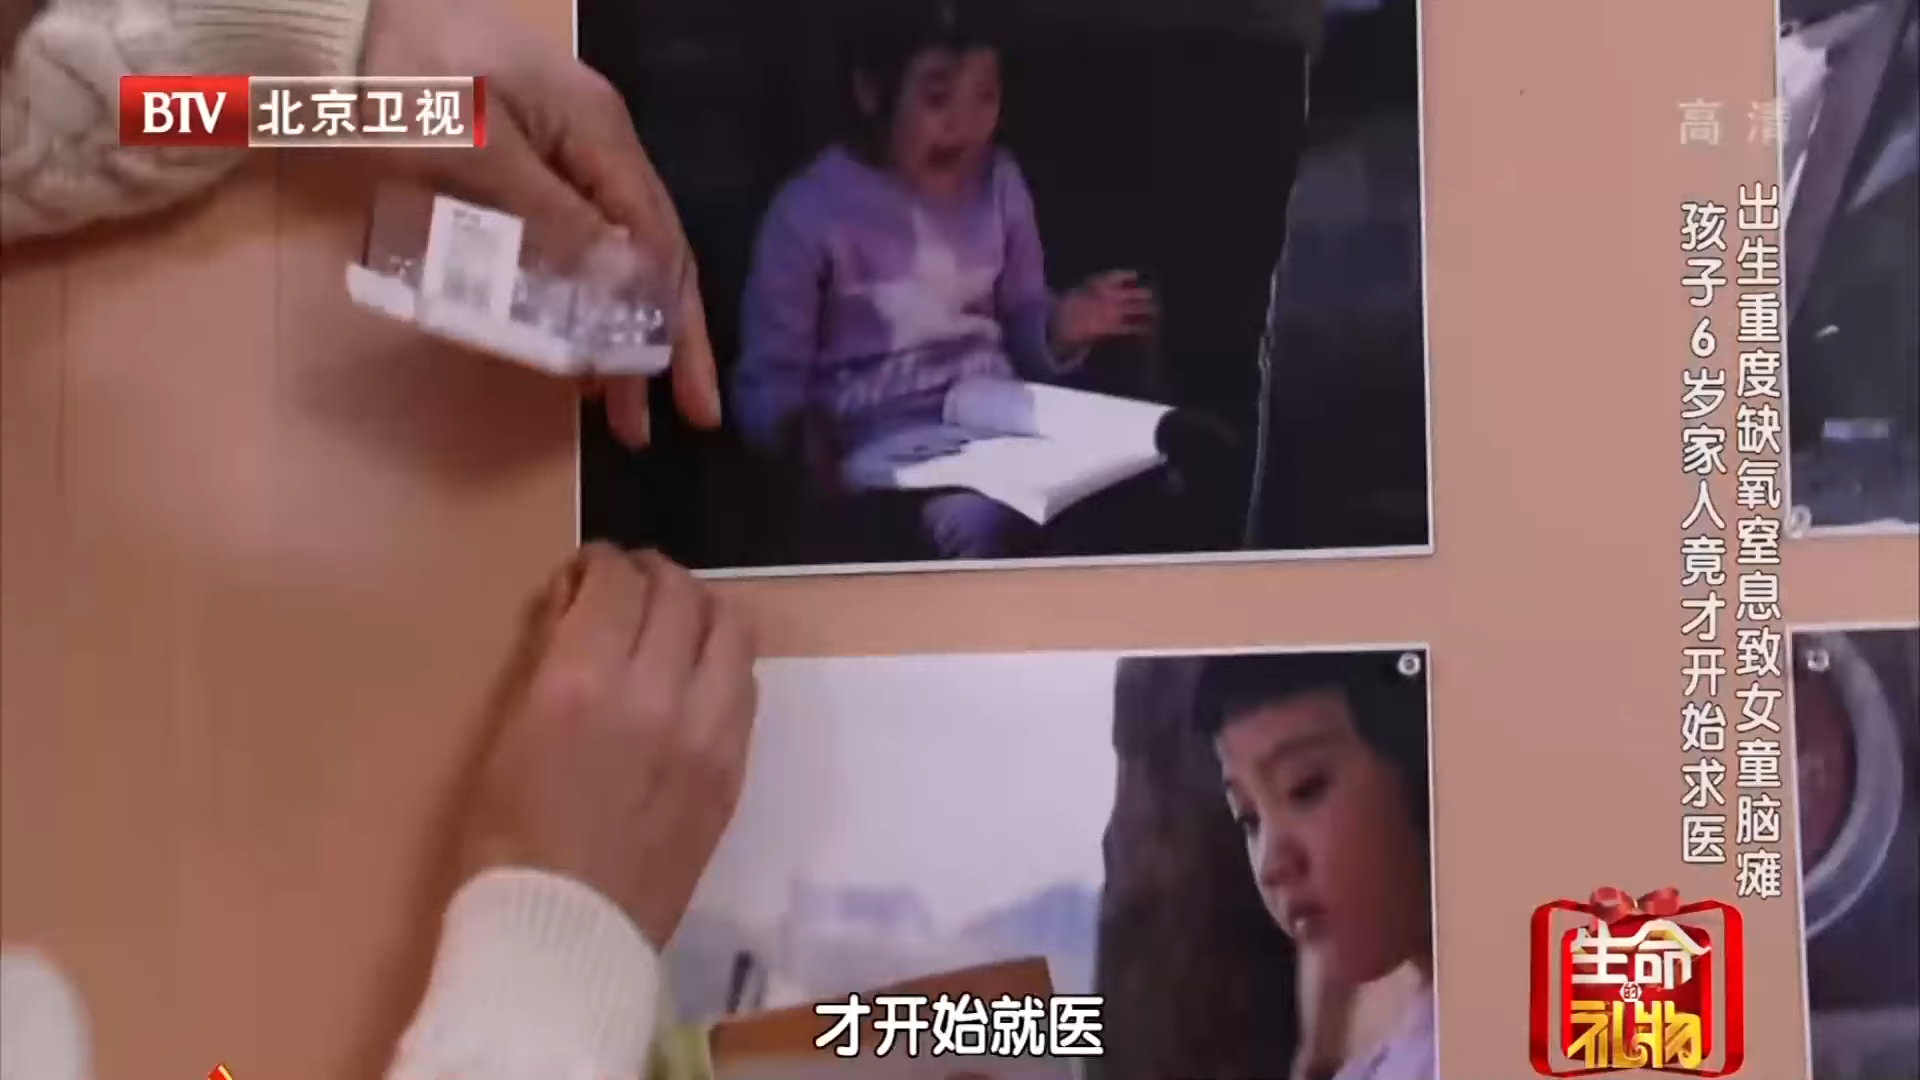 BTV 北京卫视
高清
出生重度缺氧窒息致女童脑瘫
孩子6岁家人竟才开始求医
生命的礼物
才开始就医